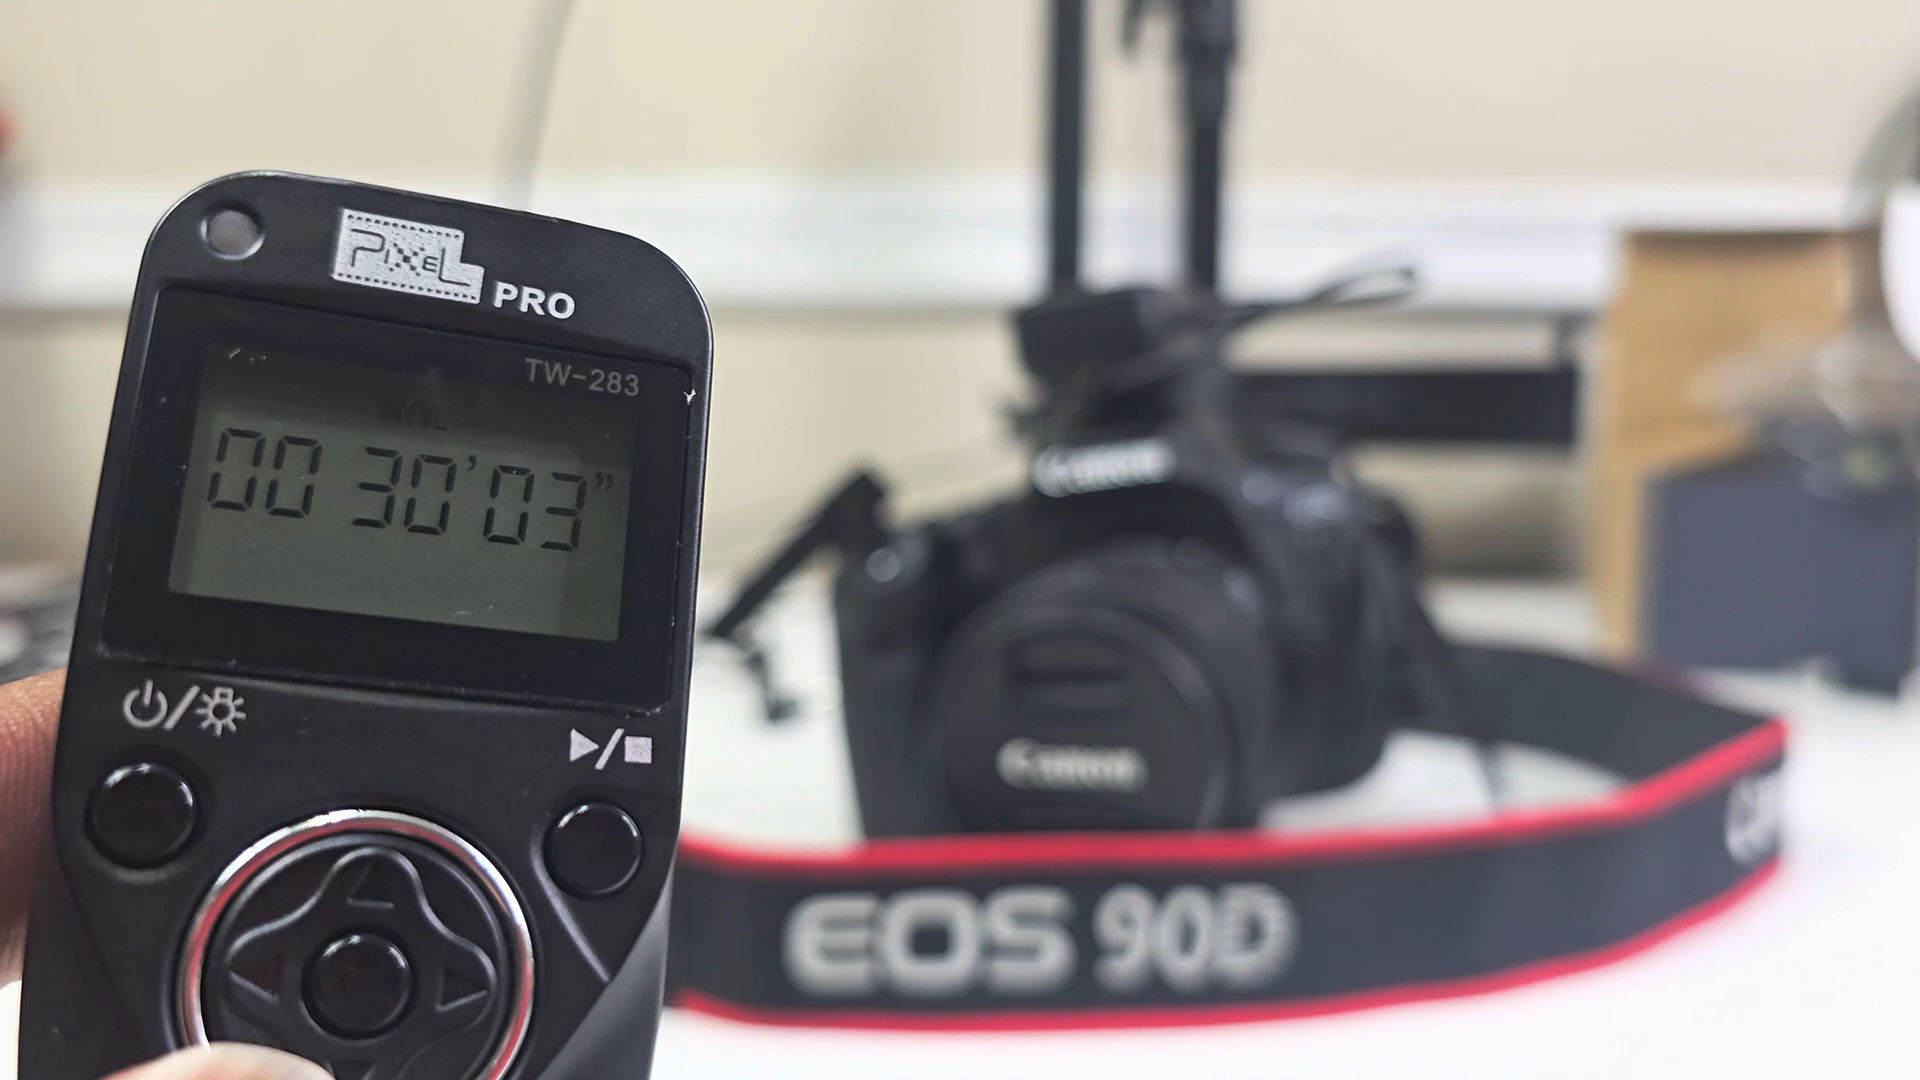 PIXEL PRO
TW-283
INTVL
00 30'03"
Canon
Canon
EOS 90D